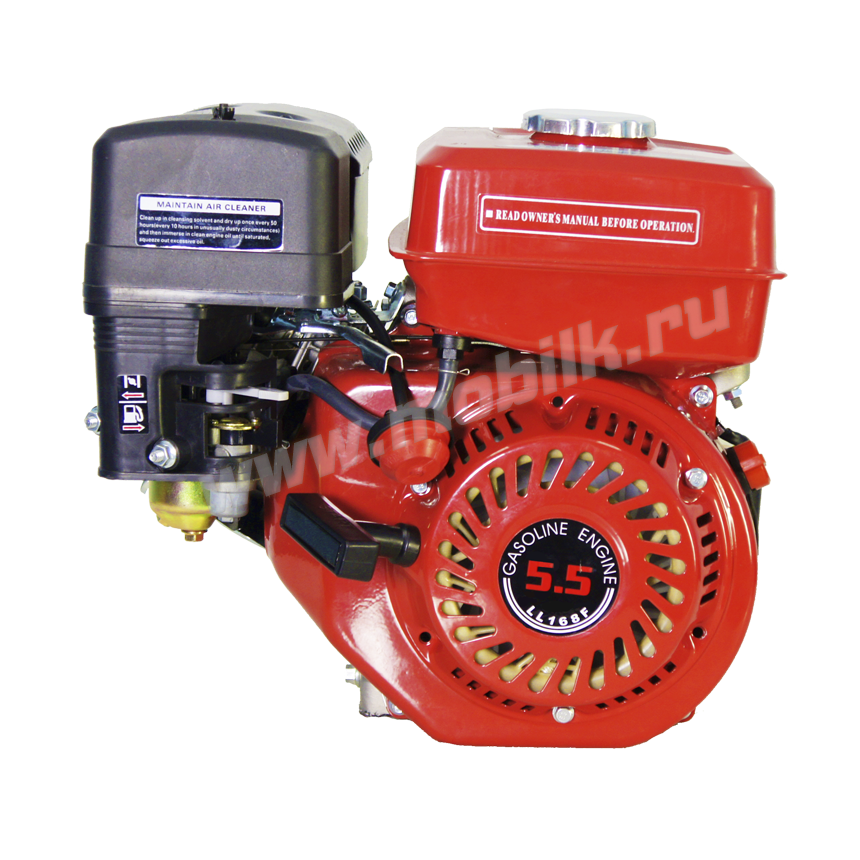 MAINTAIN AIR CLEANER
Clean up in cleansing solvent and dry up once every 50
hours(every 10 hours in unusually dusty circumstances)
and then immerse in clean engine oil until saturated,
squeeze out excessive oil.
READ OWNER'S MANUAL BEFORE OPERATION.
www.mobilk.ru
GASOLINE ENGINE
5.5
LL168F